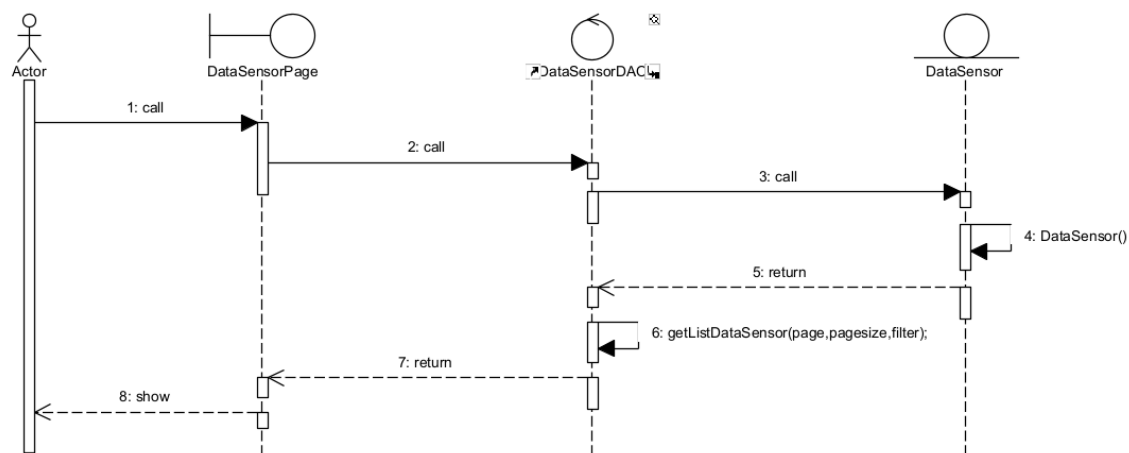 Actor
DataSensorPage
DataSensorDAO
DataSensor
1: call
2: call
3: call
4: DataSensor()
5: return
6: getListDataSensor(page,pagesize,filter);
7: return
8: show